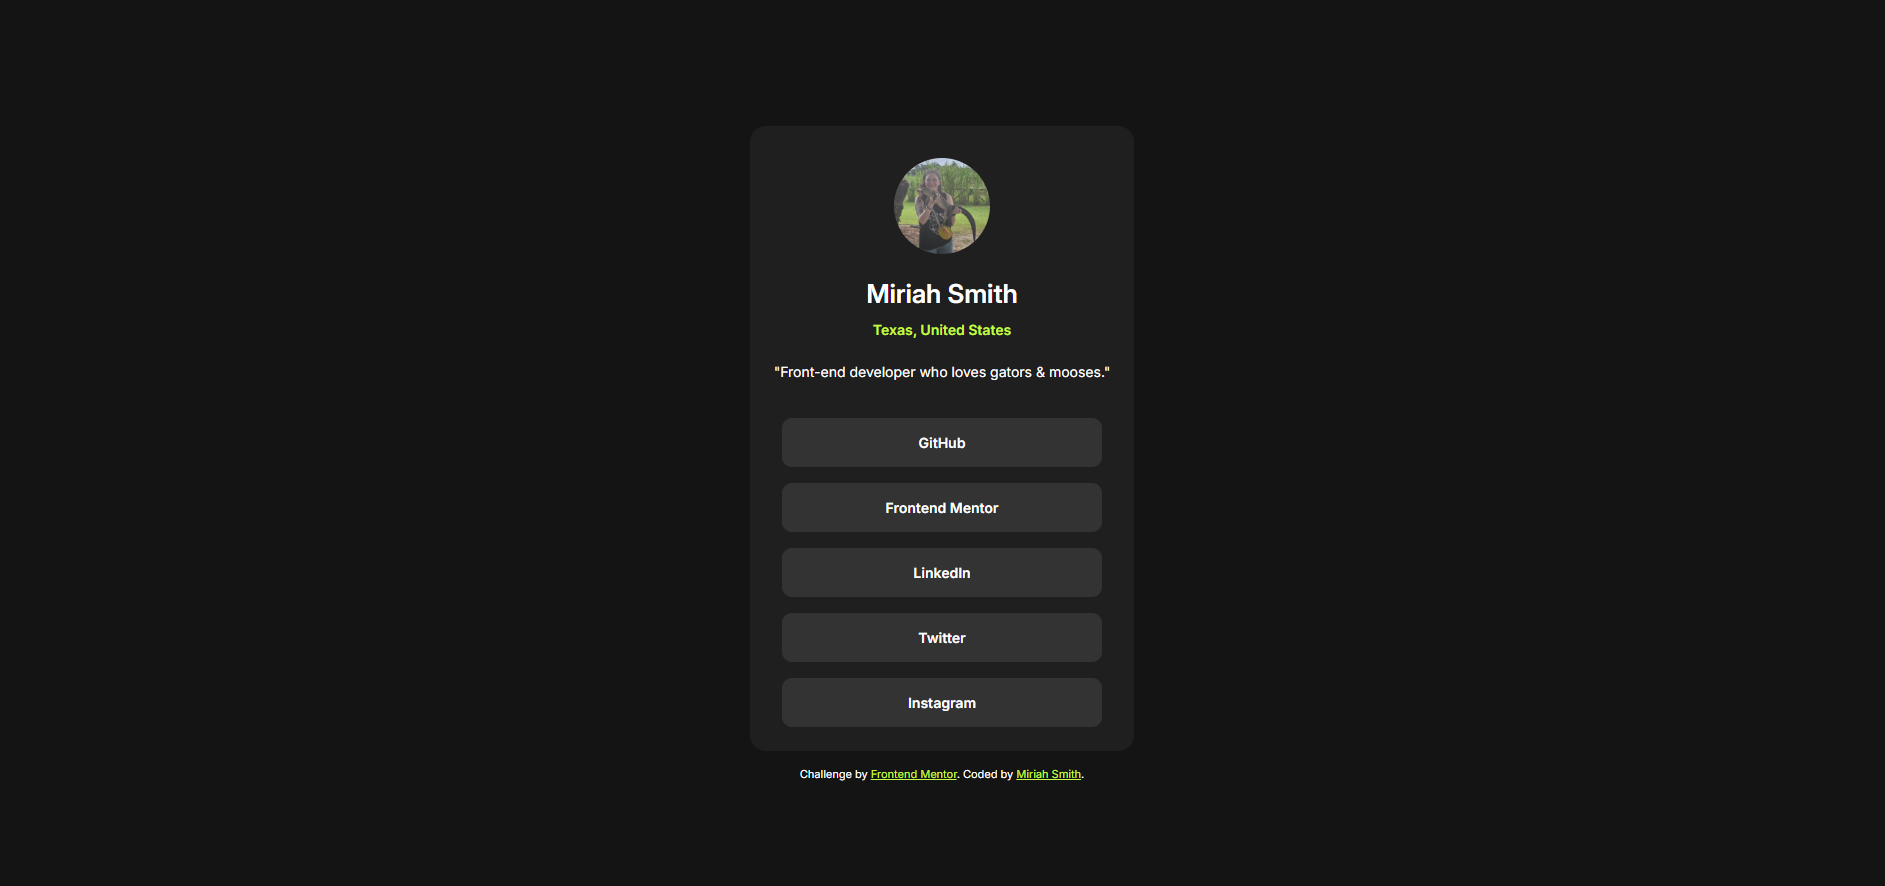 Miriah Smith
Texas, United States
"Front-end developer who loves gators & mooses."
GitHub
Frontend Mentor
LinkedIn
Twitter
Instagram
Challenge by Frontend Mentor. Coded by Miriah Smith.